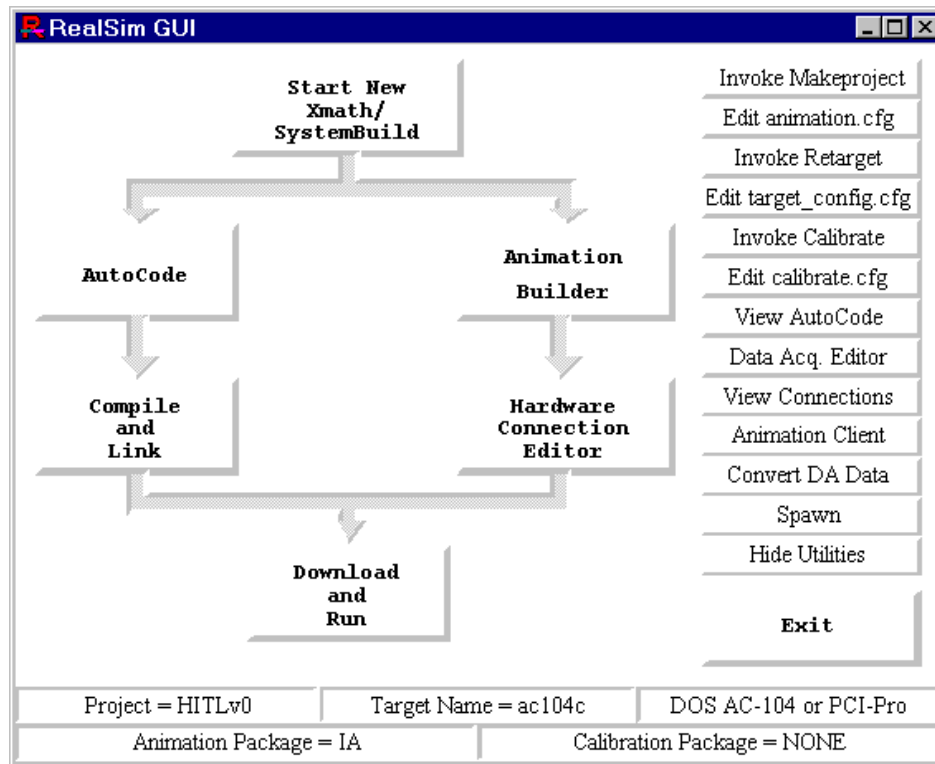 RealSim GUI
Start New
Xmath/
SystemBuild
AutoCode
Animation
Builder
Compile
and
Link
Hardware
Connection
Editor
Download
and
Run
Invoke Makeproject
Edit animation.cfg
Invoke Retarget
Edit target_config.cfg
Invoke Calibrate
Edit calibrate.cfg
View AutoCode
Data Acq. Editor
View Connections
Animation Client
Convert DA Data
Spawn
Hide Utilities
Exit
Project = HITLv0
Target Name = ac104c
DOS AC-104 or PCI-Pro
Animation Package = IA
Calibration Package = NONE